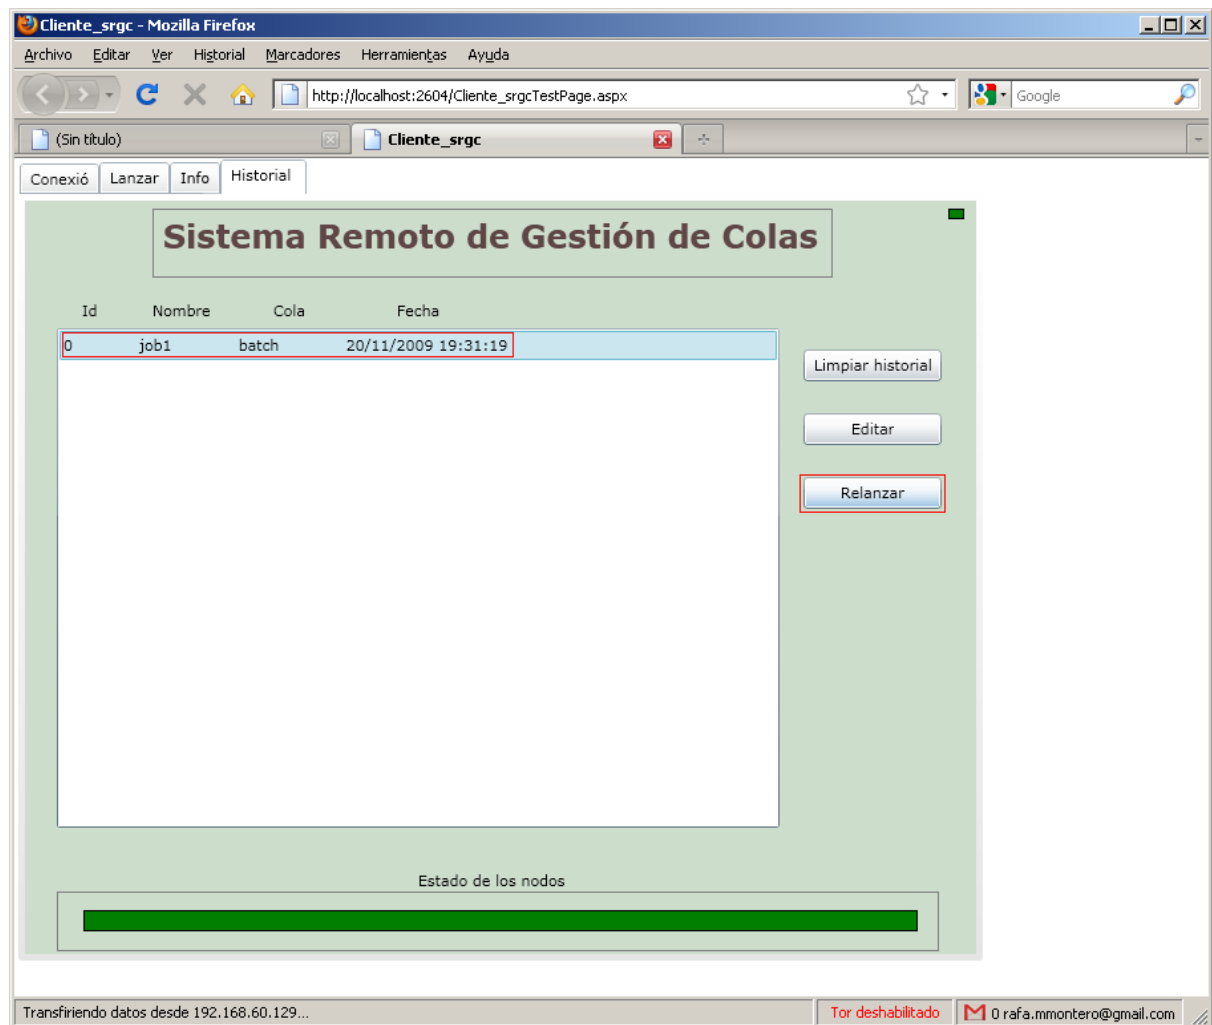 Cliente_srgc - Mozilla Firefox
Archivo Editar Ver Historial Marcadores Herramientas Ayuda
http://localhost:2604/Cliente_srgcTestPage.aspx Google
(Sin título) Cliente_srgc
Conexió Lanzar Info Historial
Sistema Remoto de Gestión de Colas
Id Nombre Cola Fecha
0 job1 batch 20/11/2009 19:31:19
Limpiar historial
Editar
Relanzar
Estado de los nodos
Transfiriendo datos desde 192.168.60.129... Tor deshabilitado 0 rafa.mmontero@gmail.com